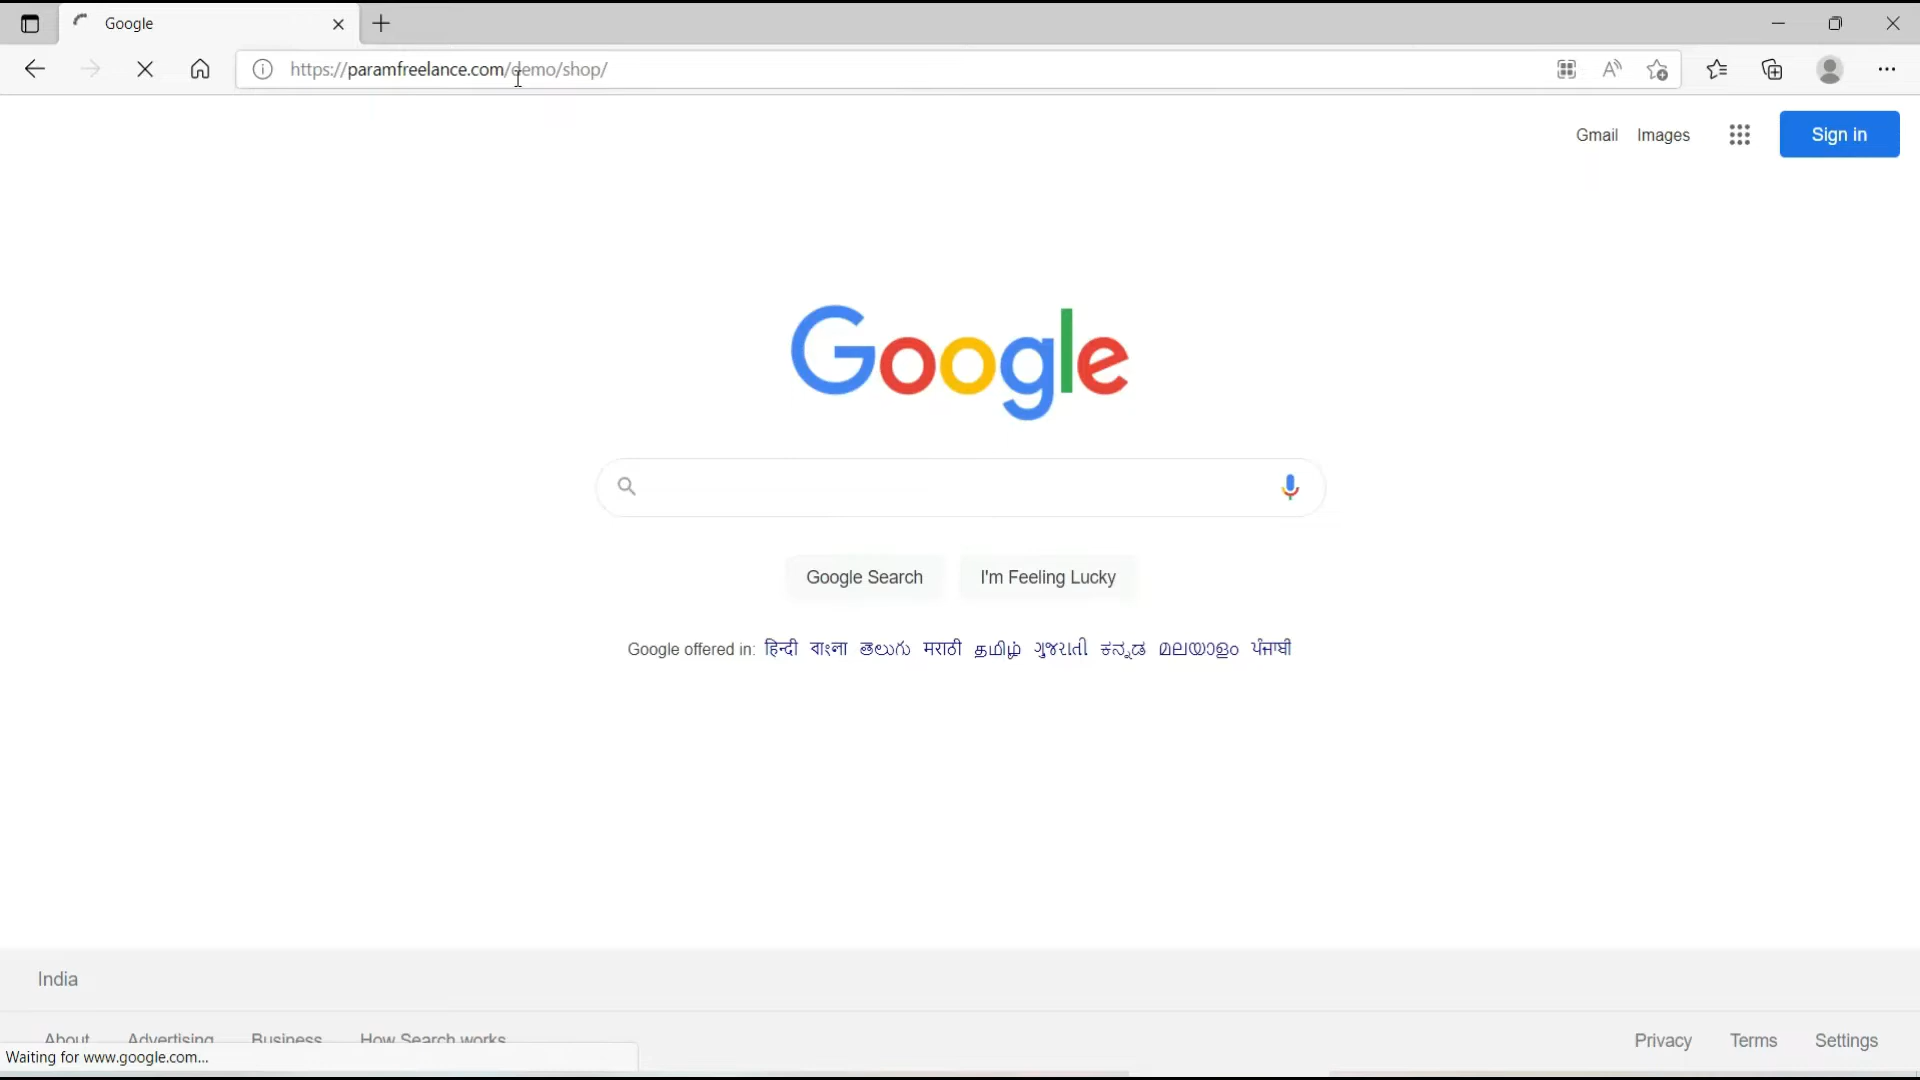 Google
https://paramfreelance.com/demo/shop/
Gmail Images Sign in
Google
Google Search I'm Feeling Lucky
Google offered in: हिन्दी বাংলা తెలుగు मराठी தமிழ் ગુજરાતી ಕನ್ನಡ മലയാളം ਪੰਜਾਬੀ
India
About Advertising Business How Search works Privacy Terms Settings
Waiting for www.google.com...